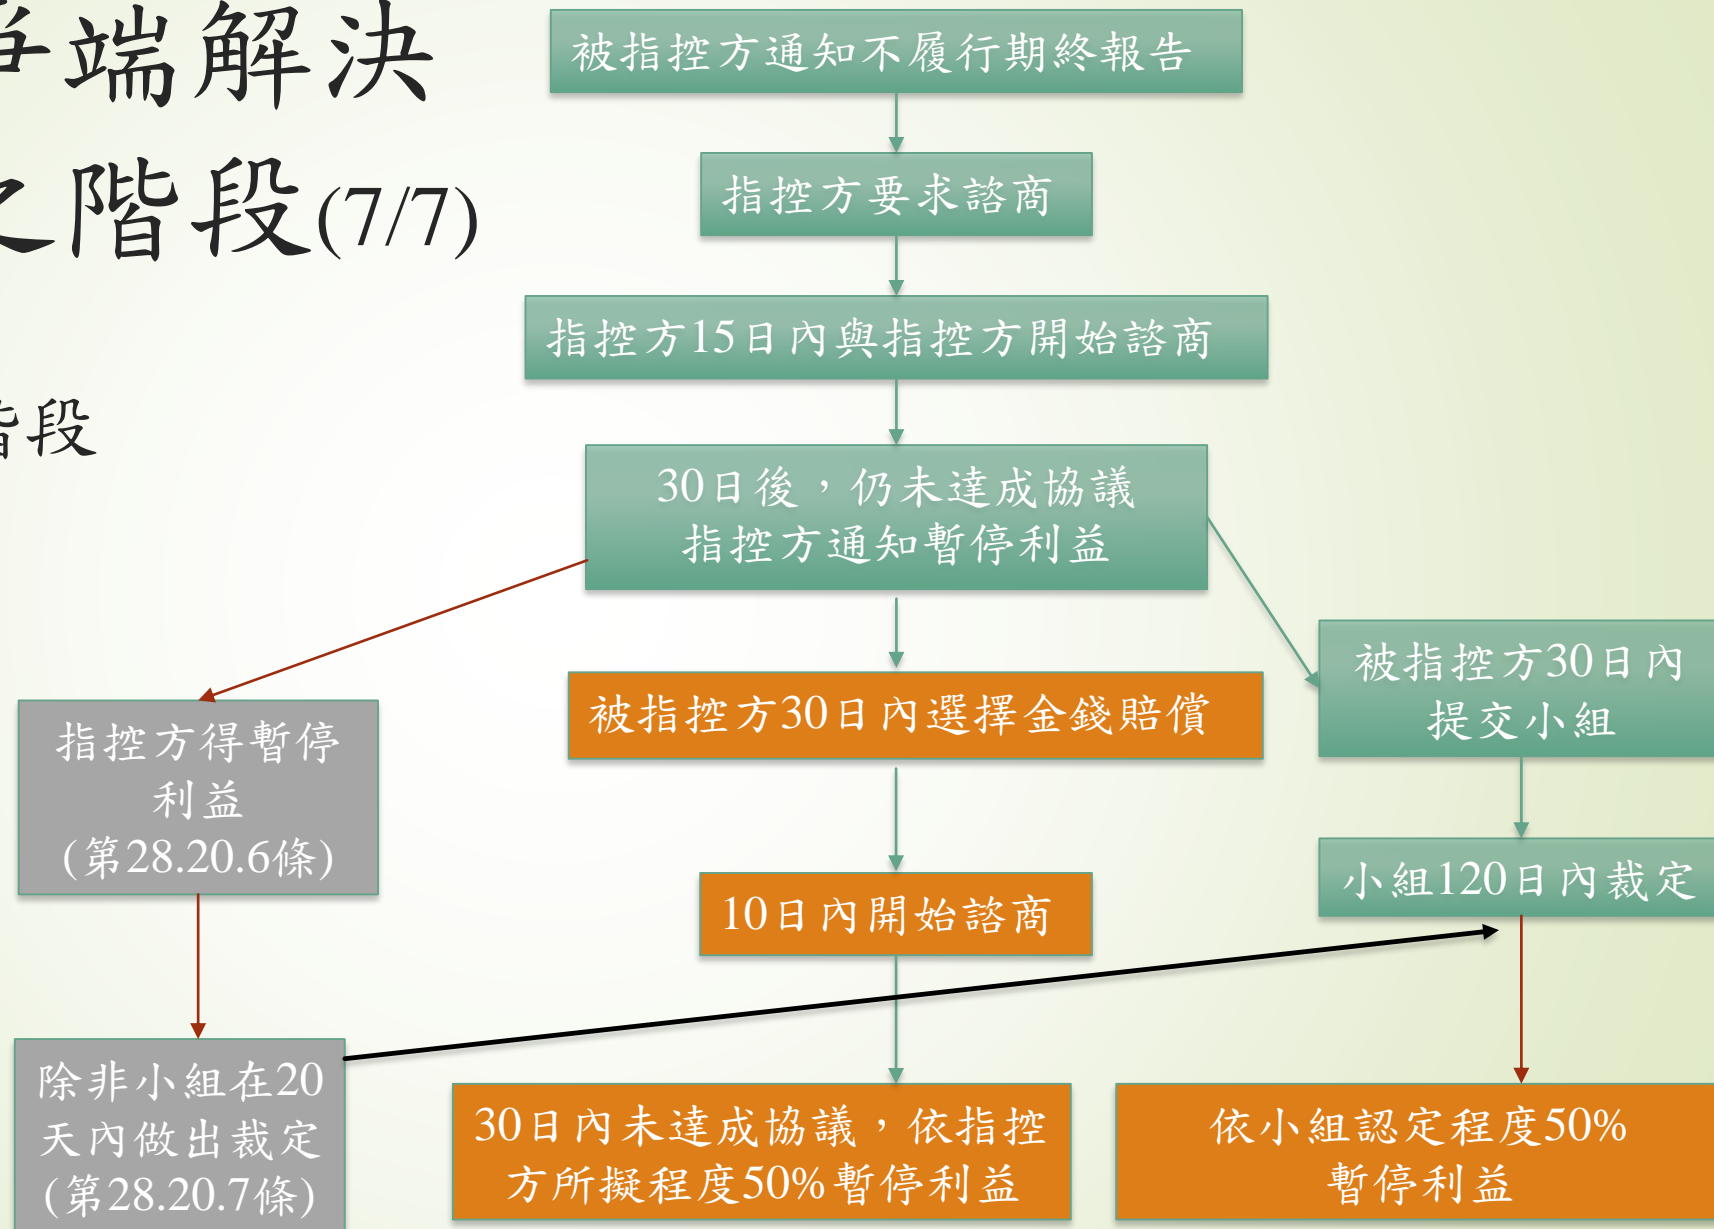 爭端解決
之階段(7/7)
階段
被指控方通知不履行期終報告
指控方要求諮商
指控方15日內與指控方開始諮商
30日後，仍未達成協議
指控方通知暫停利益
指控方得暫停
利益
(第28.20.6條)
除非小組在20
天內做出裁定
(第28.20.7條)
被指控方30日內選擇金錢賠償
10日內開始諮商
30日內未達成協議，依指控
方所擬程度50%暫停利益
被指控方30日內
提交小組
小組120日內裁定
依小組認定程度50%
暫停利益